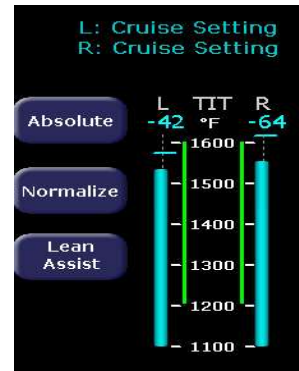 L: Cruise Setting
R: Cruise Setting
Absolute
L TIT R
-42 °F -64
1600
Normalize
1500
1400
Lean
Assist
1300
1200
1100